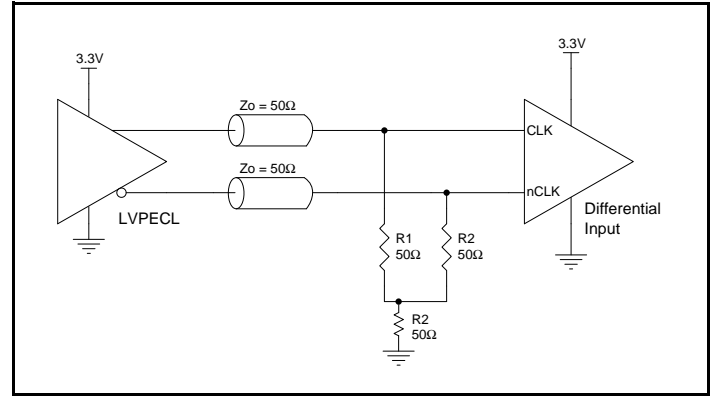 3.3V
3.3V
Zo = 50Ω
CLK
Zo = 50Ω
nCLK
LVPECL
Differential
Input
R1
50Ω
R2
50Ω
R2
50Ω